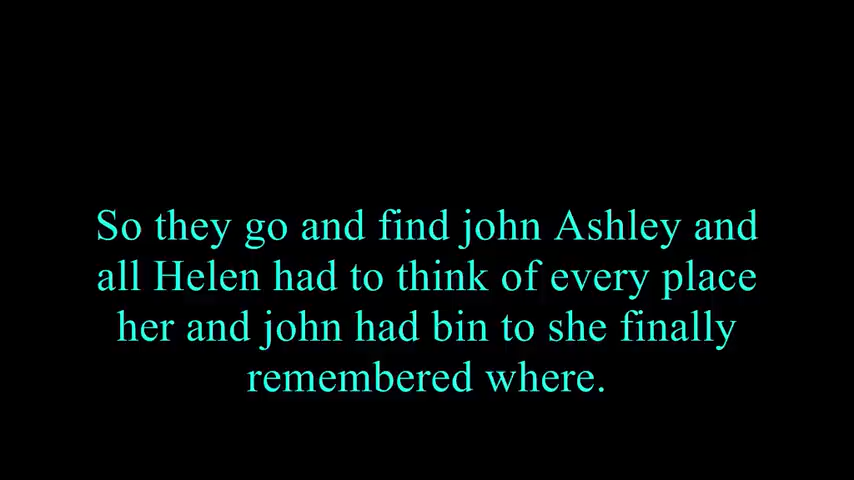 So they go and find john Ashley and
all Helen had to think of every place
her and john had bin to she finally
remembered where.